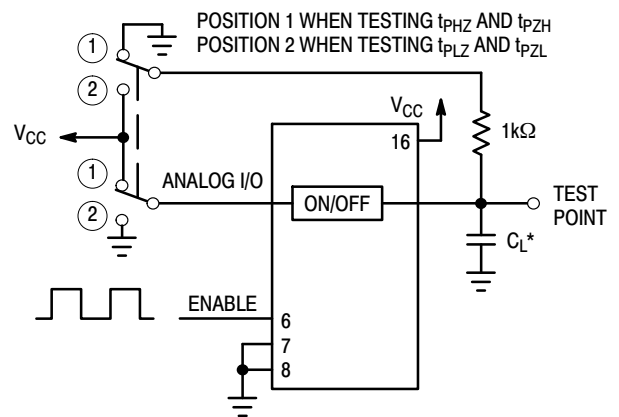 POSITION 1 WHEN TESTING tPHZ AND tPZH
POSITION 2 WHEN TESTING tPLZ AND tPZL
1
2
VCC
VCC
16
1kΩ
1
ANALOG I/O
ON/OFF
TEST
POINT
2
CL*
ENABLE
6
7
8